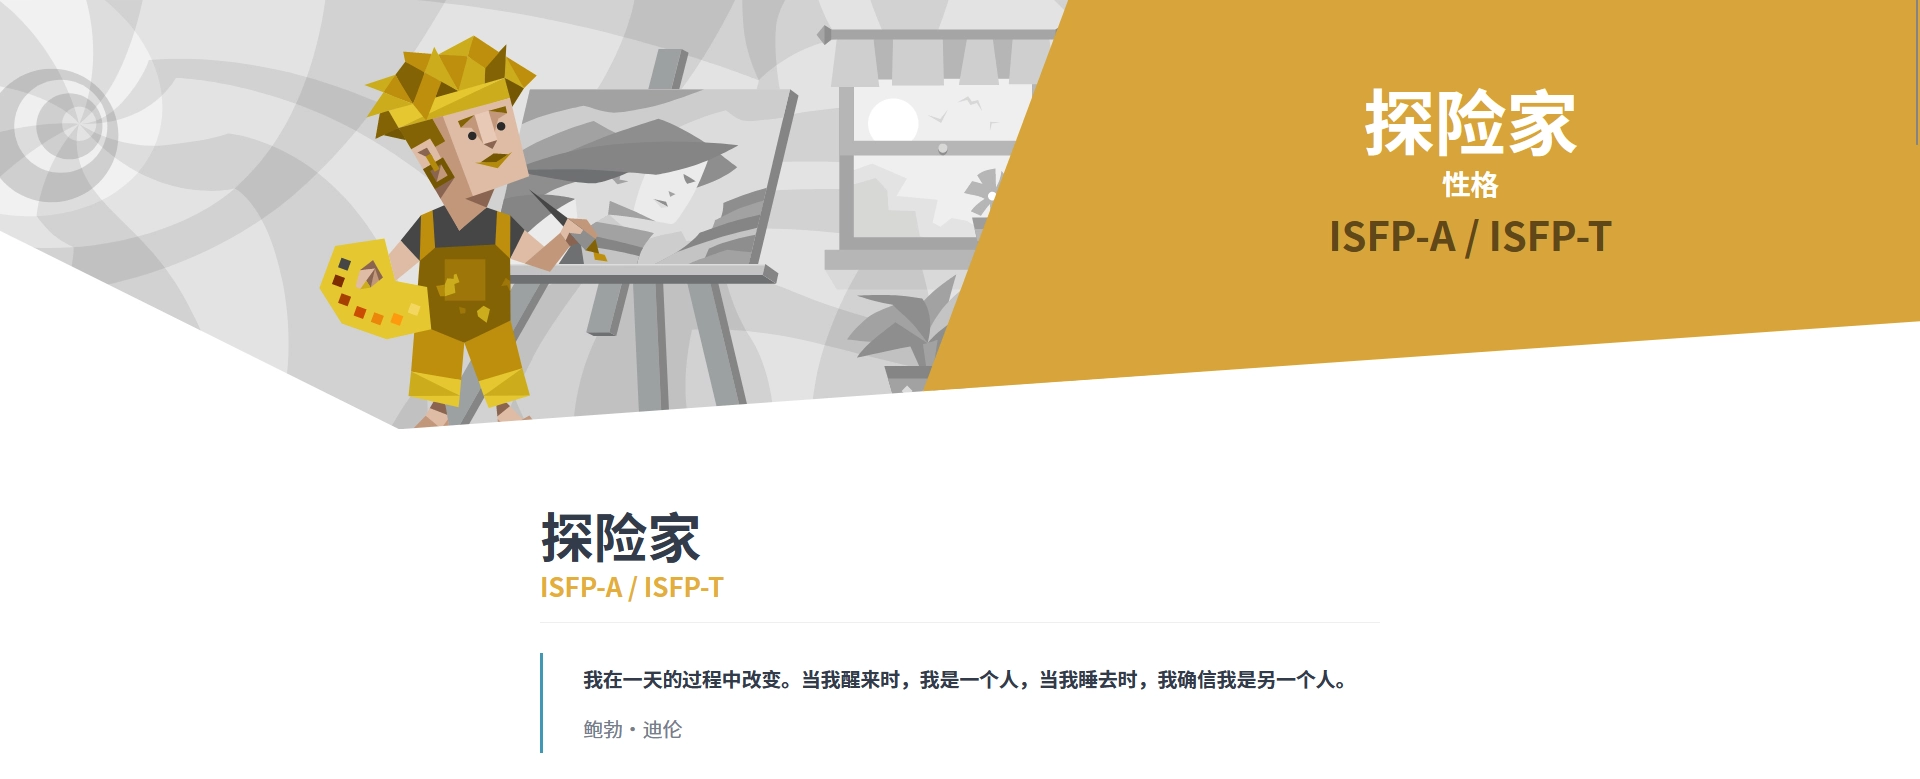 探险家
性格
ISFP-A / ISFP-T
探险家
ISFP-A / ISFP-T
我在一天的过程中改变。当我醒来时，我是一个人，当我睡去时，我确信我是另一个人。
鲍勃·迪伦